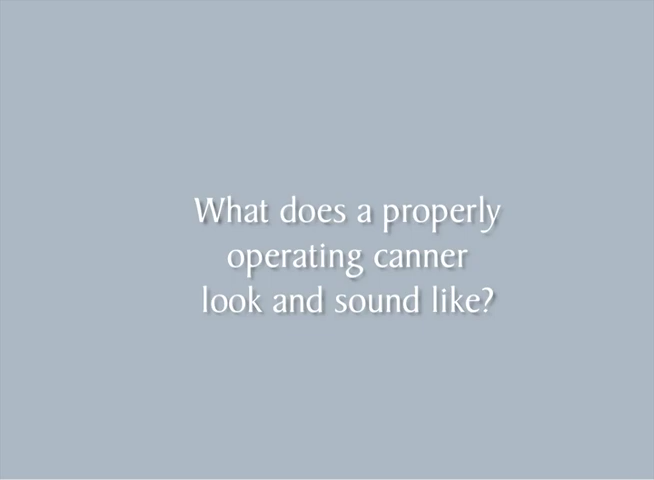 What does a properly
operating canner
look and sound like?